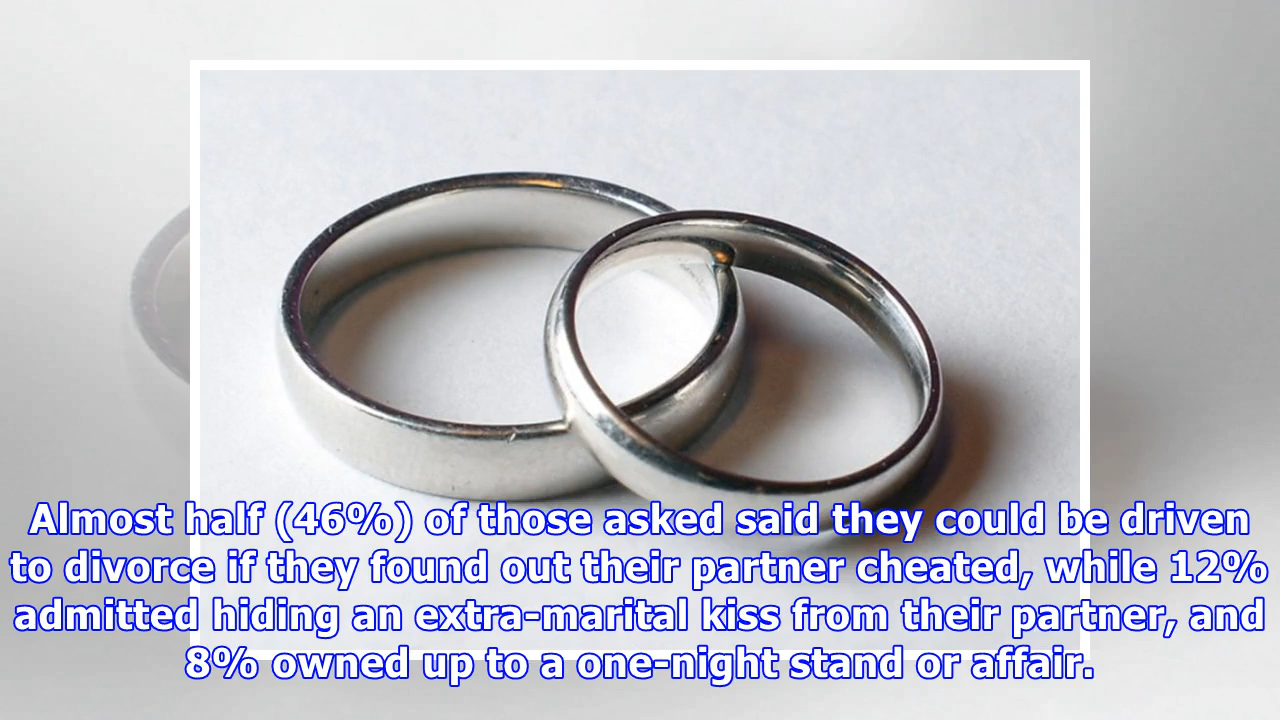 Almost half (46%) of those asked said they could be driven
to divorce if they found out their partner cheated, while 12%
admitted hiding an extra-marital kiss from their partner, and
8% owned up to a one-night stand or affair.